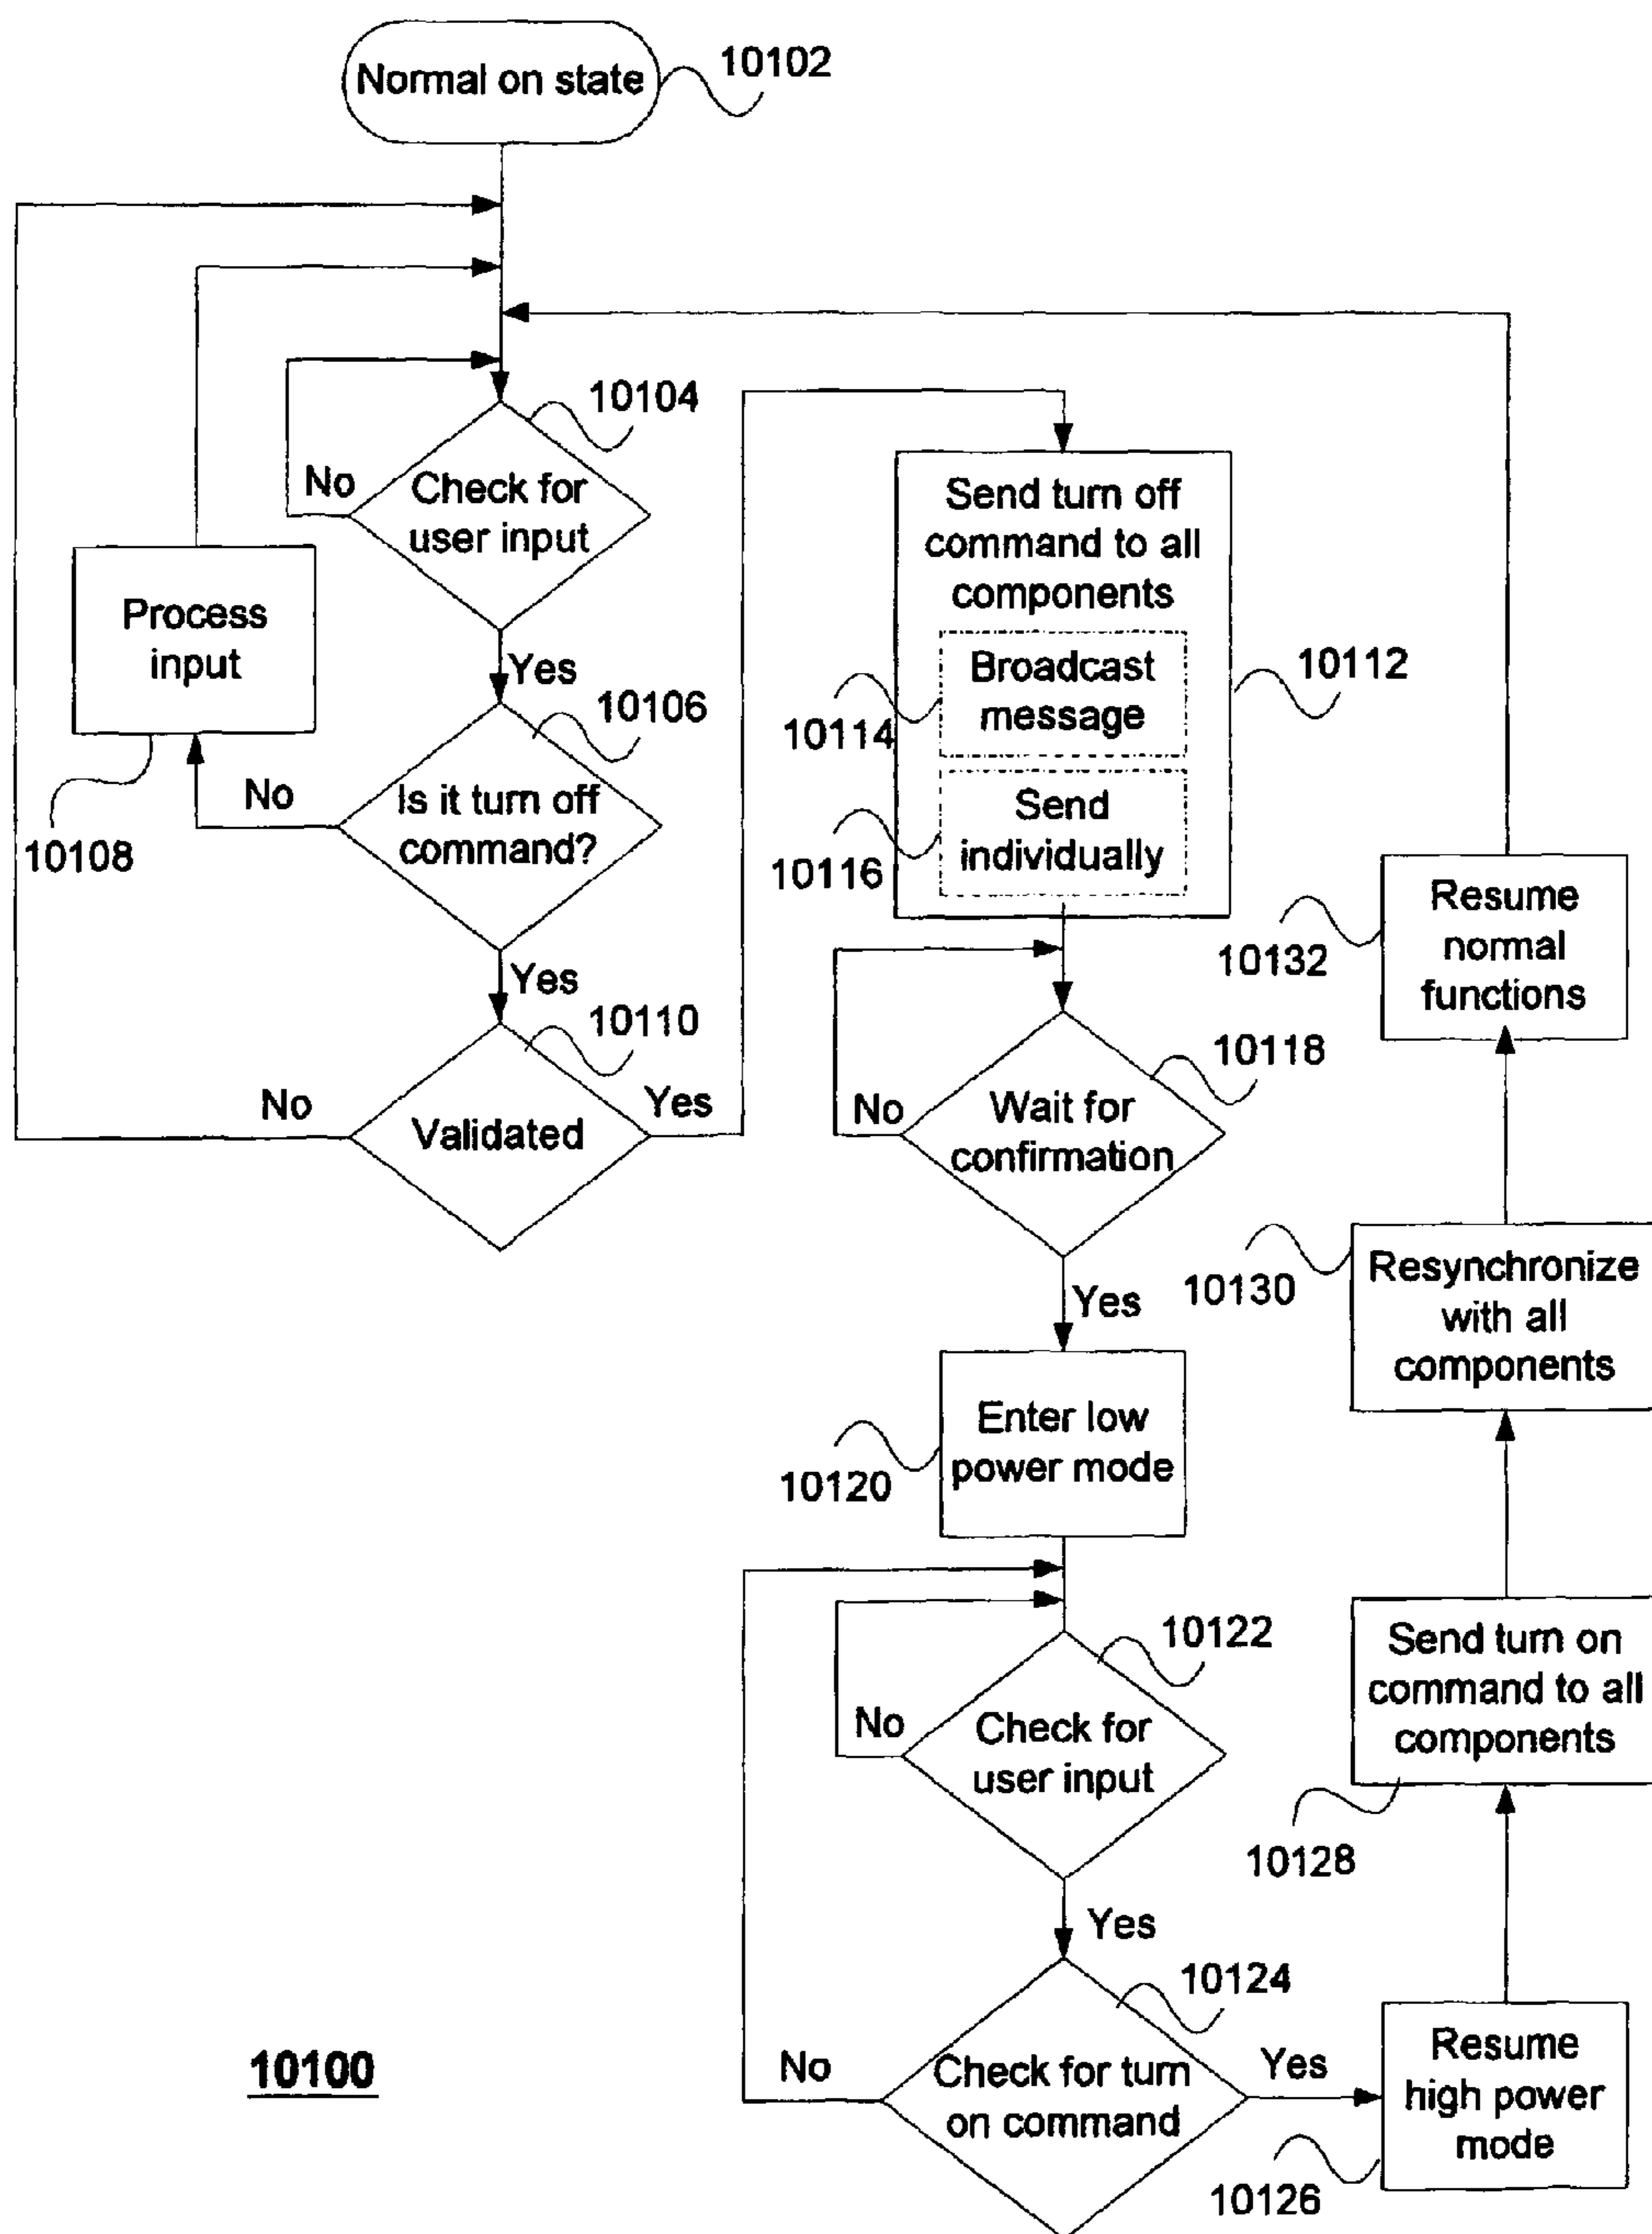 Normal on state
10102
10104
No
Check for
user input
Process
input
Yes
10106
10108
No
Is it turn off
command?
Yes
10110
No
Validated
Yes
Send turn off
command to all
components
Broadcast
message
10112
10114
Send
individually
10116
10118
No
Wait for
confirmation
Yes
Enter low
power mode
10120
10122
No
Check for
user input
Yes
10124
No
Check for turn
on command
Yes
Resume
high power
mode
10126
Send turn on
command to all
components
10128
Resynchronize
with all
components
10130
Resume
normal
functions
10132
10100